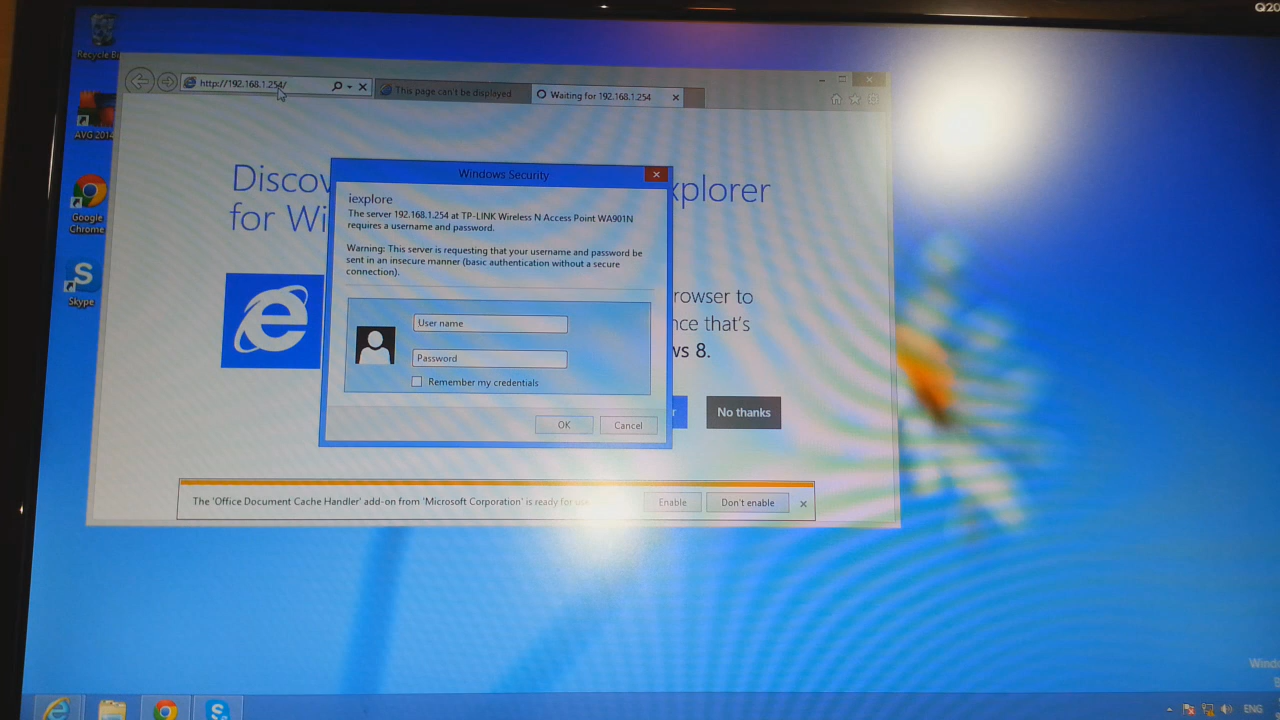 Q20
Recycle Bi
http://192.168.1.254/
This page can't be displayed
Waiting for 192.168.1.254
AVG 2014
Google
Chrome
Skype
Discov
xplorer
for Wi
Windows Security
iexplore
The server 192.168.1.254 at TP-LINK Wireless N Access Point WA901N
requires a username and password.
Warning: This server is requesting that your username and password be
sent in an insecure manner (basic authentication without a secure
connection).
User name
Password
Remember my credentials
OK
Cancel
rowser to
nce that's
ws 8.
r
No thanks
The 'Office Document Cache Handler' add-on from 'Microsoft Corporation' is ready for use.
Enable
Don't enable
Windo
ENG